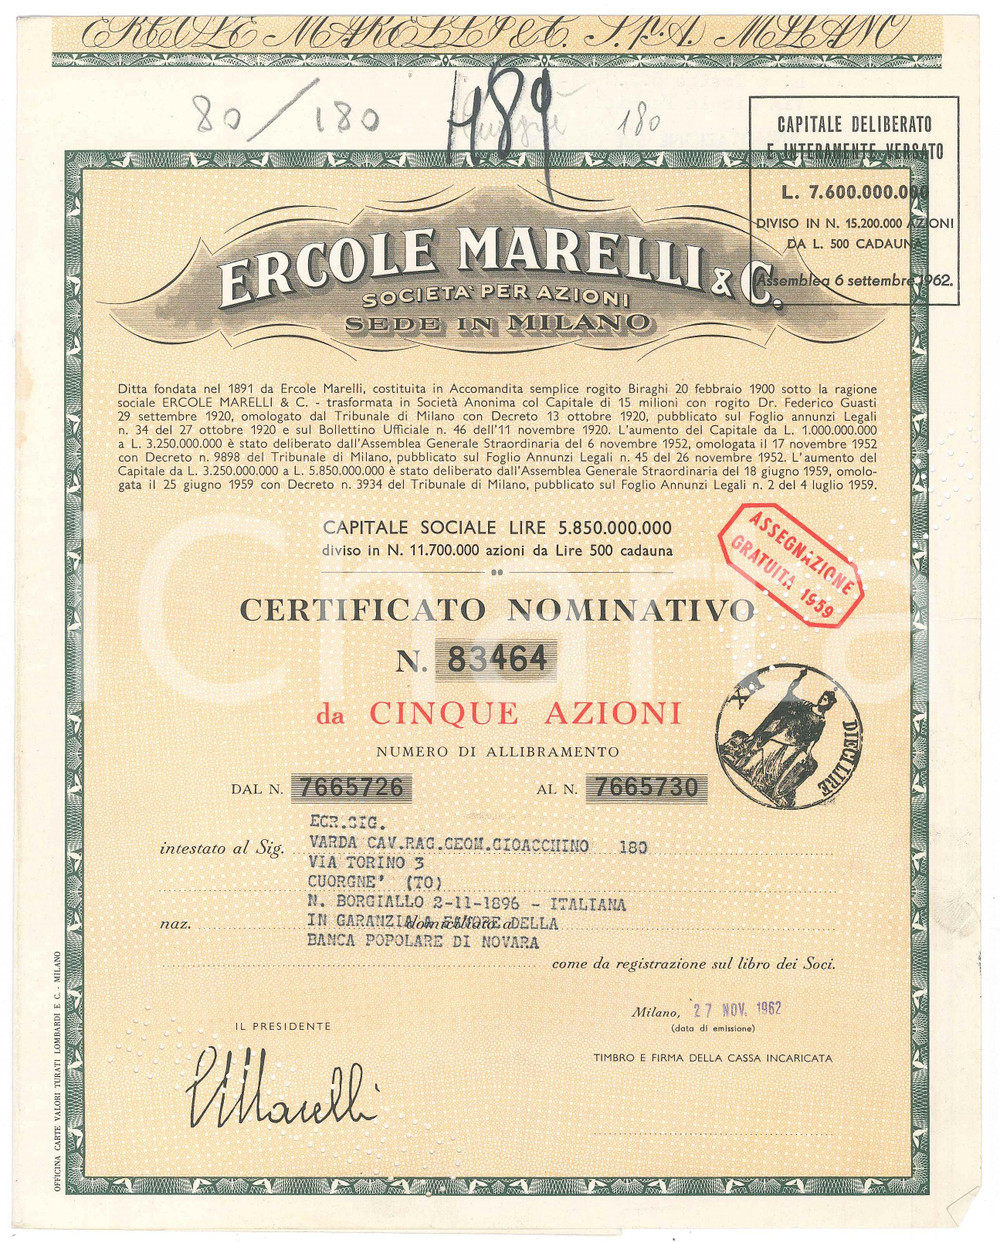 ERCOLE MARELLI & C. S.p.A. MILANO
80 / 180
489
180
CAPITALE DELIBERATO
E INTERAMENTE VERSATO
L. 7.600.000.000
DIVISO IN N. 15.200.000 AZIONI
DA L. 500 CADAUNA
Assemblea 6 settembre 1962.
ERCOLE MARELLI & C.
SOCIETA' PER AZIONI
SEDE IN MILANO
Ditta fondata nel 1891 da Ercole Marelli, costituita in Accomandita semplice rogito Biraghi 20 febbraio 1900 sotto la ragione
sociale ERCOLE MARELLI & C. - trasformata in Società Anonima col Capitale di 15 milioni con rogito Dr. Federico Guasti
29 settembre 1920, omologato dal Tribunale di Milano con Decreto 13 ottobre 1920, pubblicato sul Foglio annunzi Legali
n. 34 del 27 ottobre 1920 e sul Bollettino Ufficiale n. 46 dell'11 novembre 1920. L'aumento del Capitale da L. 1.000.000.000
a L. 3.250.000.000 è stato deliberato dall'Assemblea Generale Straordinaria del 6 novembre 1952, omologata il 17 novembre 1952
con Decreto n. 9898 del Tribunale di Milano, pubblicato sul Foglio Annunzi Legali n. 45 del 26 novembre 1952. L'aumento del
Capitale da L. 3.250.000.000 a L. 5.850.000.000 è stato deliberato dall'Assemblea Generale Straordinaria del 18 giugno 1959, omolo-
gata il 25 giugno 1959 con Decreto n. 3934 del Tribunale di Milano, pubblicato sul Foglio Annunzi Legali n. 2 del 4 luglio 1959.
CAPITALE SOCIALE LIRE 5.850.000.000
diviso in N. 11.700.000 azioni da Lire 500 cadauna
ASSEGNAZIONE
GRATUITA 1959
CERTIFICATO NOMINATIVO
N. 83464
da CINQUE AZIONI
NUMERO DI ALLIBRAMENTO
DAL N. 7665726 AL N. 7665730
DIECI LIRE
EGR.SIG.
intestato al Sig. VARDA CAV.RAG.GEOM.GIOACCHINO 180
VIA TORINO 3
CUORGNE' (TO)
N. BORGIALLO 2-11-1896 - ITALIANA
naz. domiciliato a
IN GARANZIA A FAVORE DELLA
BANCA POPOLARE DI NOVARA
come da registrazione sul libro dei Soci.
Milano, 27 NOV. 1962
(data di emissione)
IL PRESIDENTE
TIMBRO E FIRMA DELLA CASSA INCARICATA
OFFICINA CARTE VALORI TURATI LOMBARDI E C. - MILANO